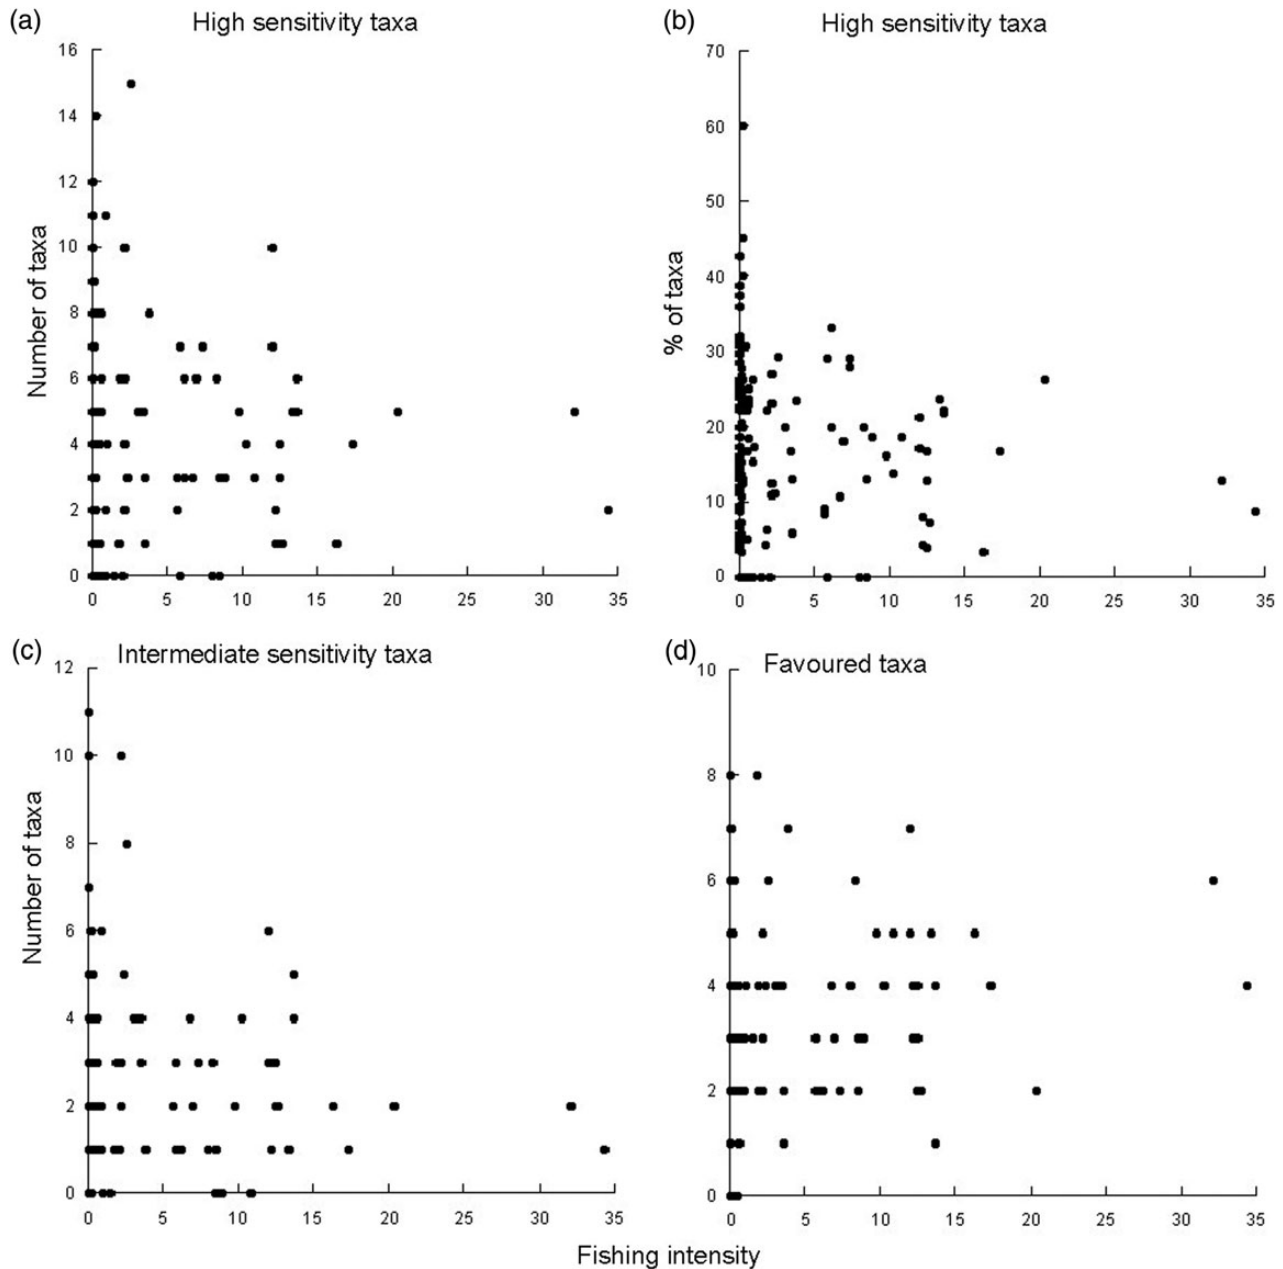 (a) High sensitivity taxa
16
14
12
10
8
6
4
2
0
Number of taxa
0 5 10 15 20 25 30 35
(b) High sensitivity taxa
70
60
50
40
30
20
10
0
% of taxa
0 5 10 15 20 25 30 35
(c) Intermediate sensitivity taxa
12
10
8
6
4
2
0
Number of taxa
0 5 10 15 20 25 30 35
(d) Favoured taxa
10
8
6
4
2
0
0 5 10 15 20 25 30 35
Fishing intensity